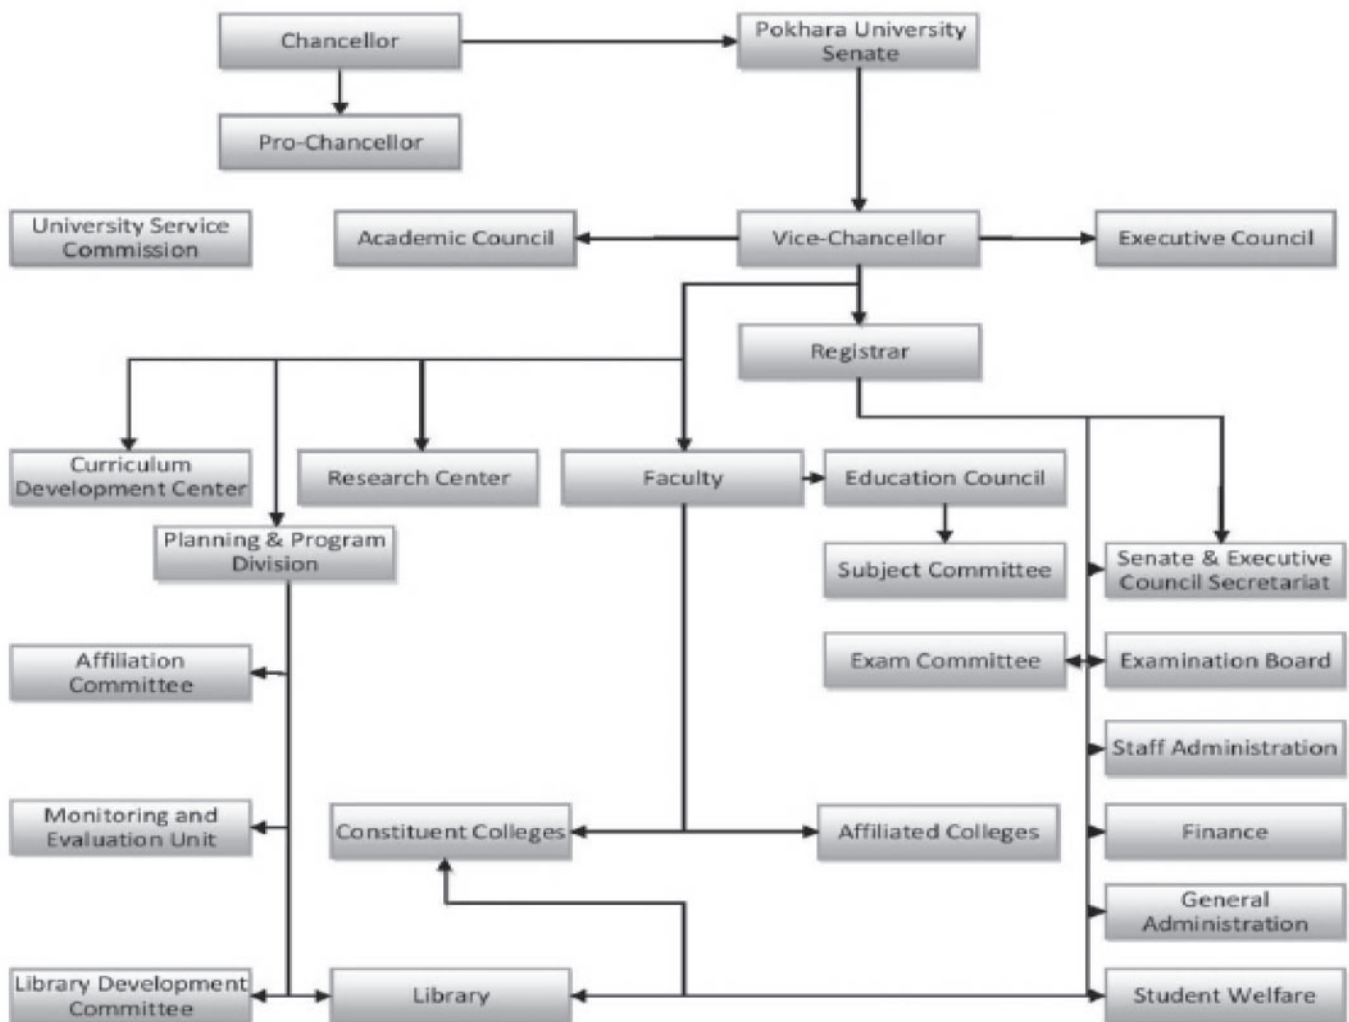 Chancellor
Pokhara University
Senate
Pro-Chancellor
University Service
Commission
Academic Council
Vice-Chancellor
Executive Council
Registrar
Curriculum
Development Center
Research Center
Faculty
Education Council
Planning & Program
Division
Subject Committee
Senate & Executive
Council Secretariat
Affiliation
Committee
Exam Committee
Examination Board
Staff Administration
Monitoring and
Evaluation Unit
Constituent Colleges
Affiliated Colleges
Finance
General
Administration
Library Development
Committee
Library
Student Welfare